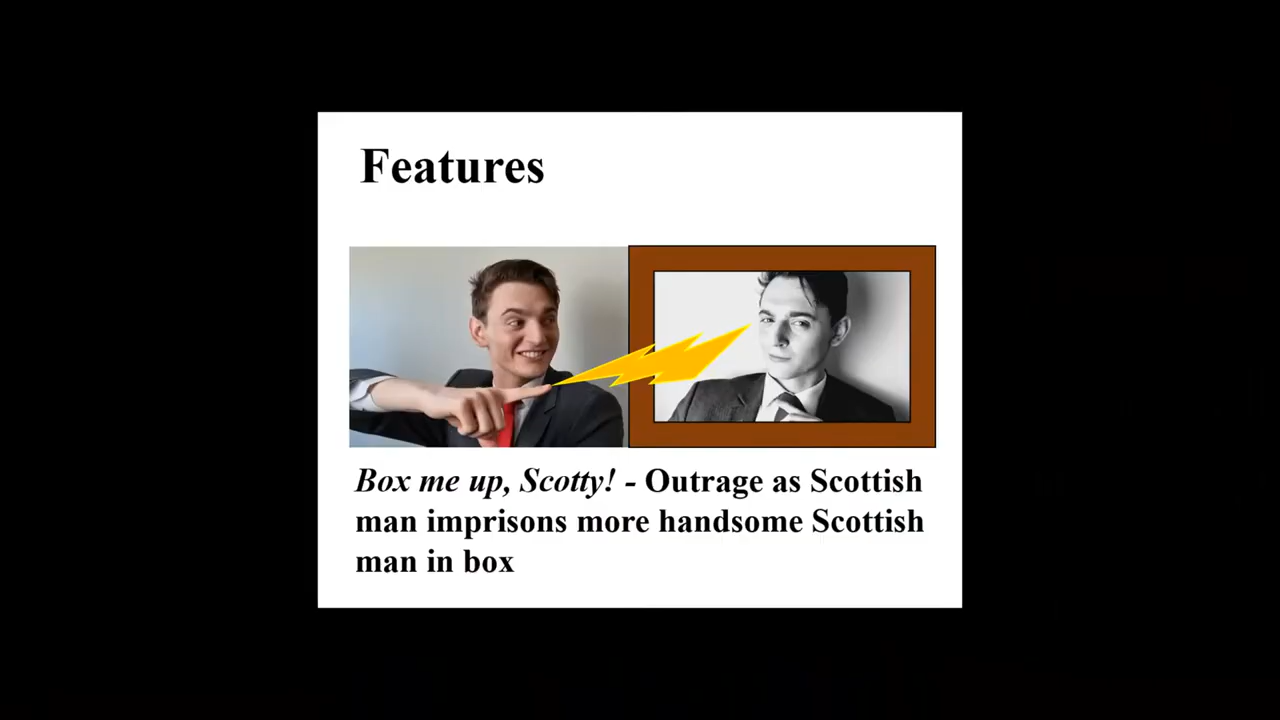 Features
Box me up, Scotty! - Outrage as Scottish
man imprisons more handsome Scottish
man in box